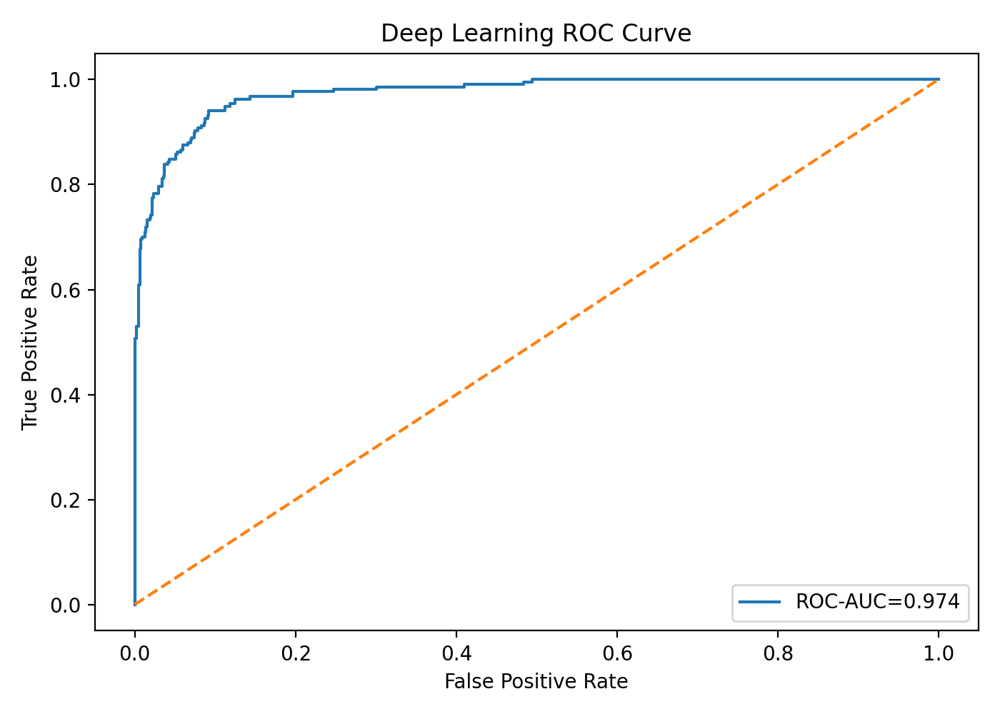 Deep Learning ROC Curve
True Positive Rate
1.0
0.8
0.6
0.4
0.2
0.0
ROC-AUC=0.974
0.0 0.2 0.4 0.6 0.8 1.0
False Positive Rate